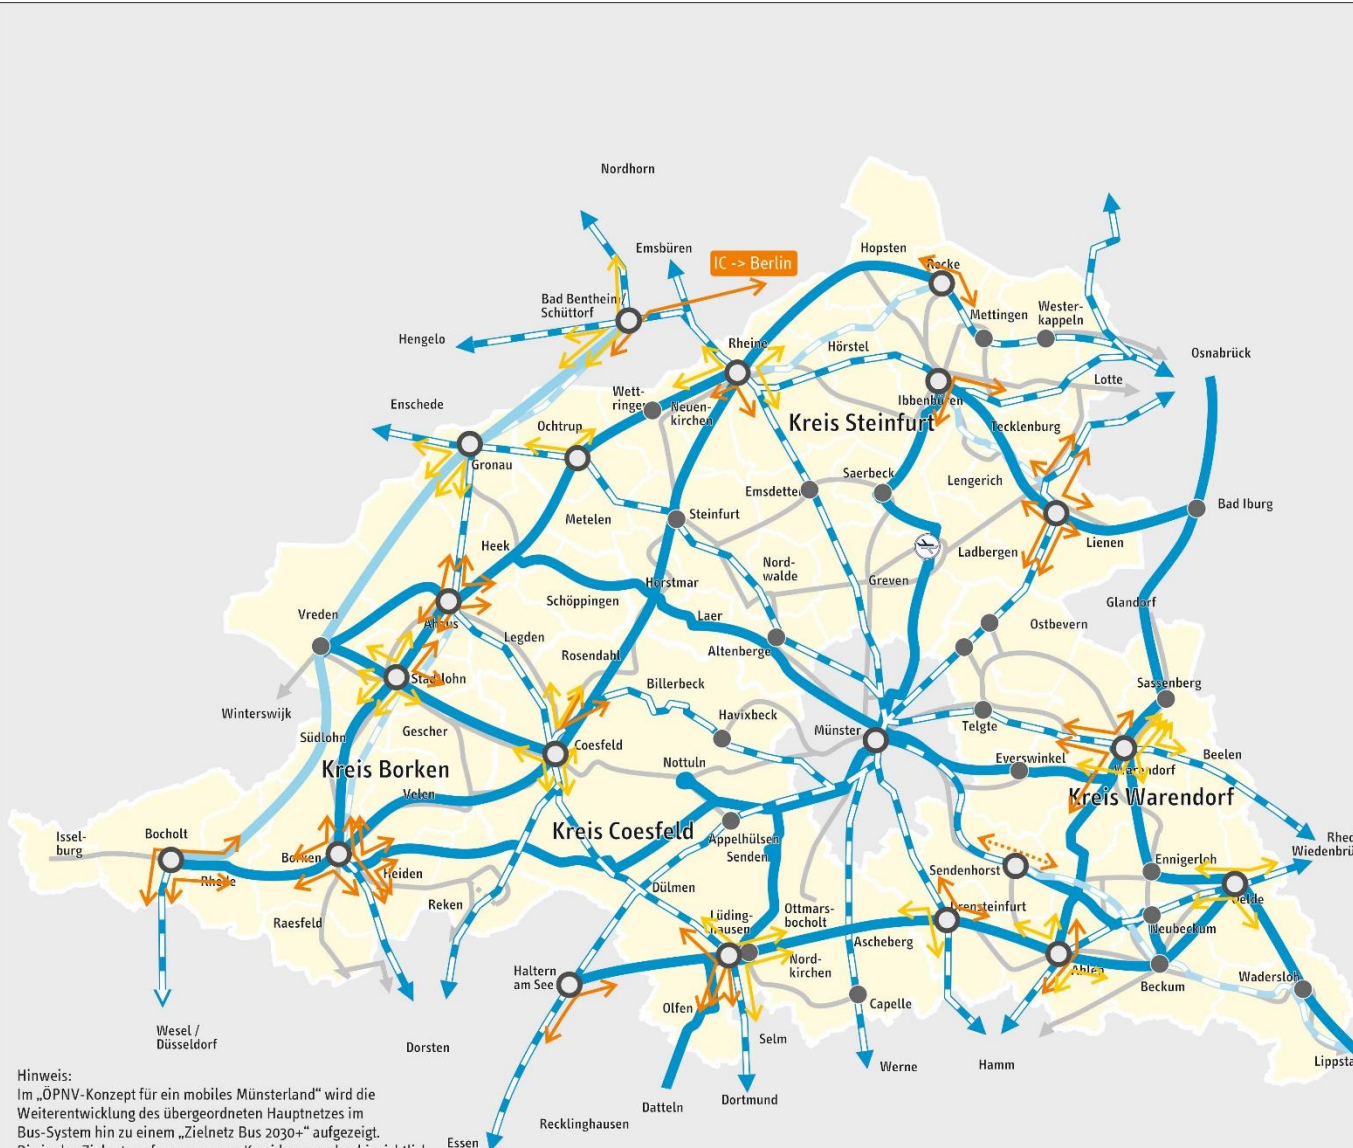 Nordhorn
Emsbüren
Hopsten
IC -> Berlin
Recke
Bad Bentheim/
Schüttorf
Mettingen
Wester-
kappeln
Hengelo
Rheine
Hörstel
Osnabrück
Lotte
Enschede
Wett-
ringen
Neuen-
kirchen
Ibbenbüren
Kreis Steinfurt
Tecklenburg
Ochtrup
Gronau
Saerbeck
Lengerich
Emsdetten
Steinfurt
Metelen
Bad Iburg
Heek
Ladbergen
Lienen
Nord-
walde
Greven
Horstmar
Schöppingen
Glandorf
Vreden
Ahaus
Laer
Ostbevern
Legden
Altenberge
Rosendahl
Stadtlohn
Billerbeck
Sassenberg
Winterswijk
Havixbeck
Telgte
Südlohn
Gescher
Coesfeld
Münster
Nottuln
Everswinkel
Beelen
Warendorf
Kreis Borken
Velen
Kreis Warendorf
Kreis Coesfeld
Issel-
burg
Bocholt
Appelhülsen
Senden
Rheda-
Wiedenbrü
Borken
Ennigerloh
Rhede
Heiden
Sendenhorst
Dülmen
Oelde
Reken
Drensteinfurt
Raesfeld
Lüding-
hausen
Ottmars-
bocholt
Neubeckum
Ascheberg
Nord-
kirchen
Haltern
am See
Ahlen
Beckum
Wadersloh
Olfen
Capelle
Wesel /
Düsseldorf
Selm
Dorsten
Werne
Hamm
Lippsta
Hinweis:
Im „ÖPNV-Konzept für ein mobiles Münsterland“ wird die
Weiterentwicklung des übergeordneten Hauptnetzes im
Bus-System hin zu einem „Zielnetz Bus 2030+“ aufgezeigt.
Datteln
Dortmund
Recklinghausen
Essen